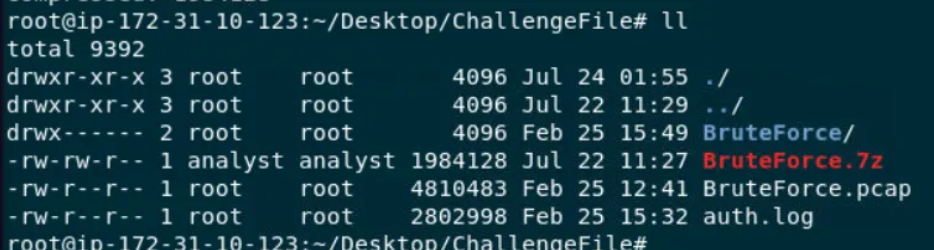 root@ip-172-31-10-123:~/Desktop/ChallengeFile# ll
total 9392
drwxr-xr-x 3 root    root       4096 Jul 24 01:55 ./
drwxr-xr-x 3 root    root       4096 Jul 22 11:29 ../
drwx------ 2 root    root       4096 Feb 25 15:49 BruteForce/
-rw-rw-r-- 1 analyst analyst 1984128 Jul 22 11:27 BruteForce.7z
-rw-r--r-- 1 root    root    4810483 Feb 25 12:41 BruteForce.pcap
-rw-r--r-- 1 root    root    2802998 Feb 25 15:32 auth.log
root@ip-172-31-10-123:~/Desktop/ChallengeFile#